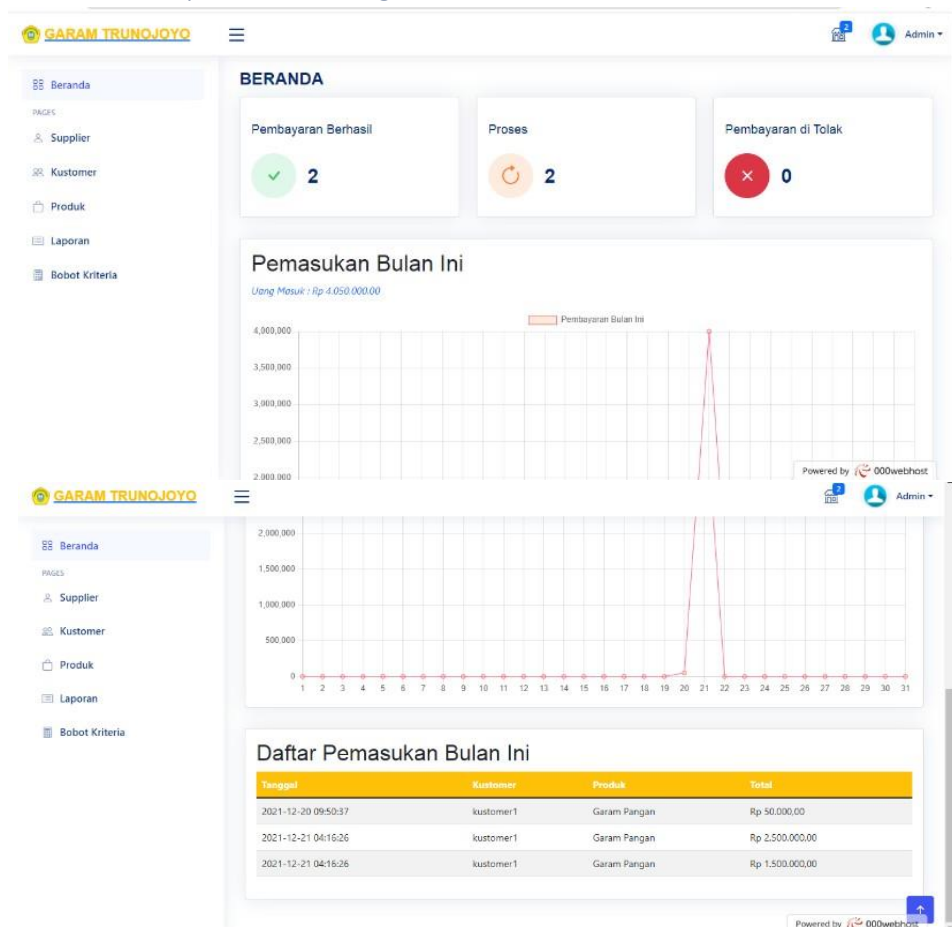 GARAM TRUNOJOYO
2
Admin
Beranda
PAGES
Supplier
Kustomer
Produk
Laporan
Bobot Kriteria
BERANDA
Pembayaran Berhasil
2
Proses
2
Pembayaran di Tolak
0
Pemasukan Bulan Ini
Uang Masuk : Rp 4.050.000.00
Pembayaran Bulan Ini
4,000,000
3,500,000
3,000,000
2,500,000
2,000,000
Powered by 000webhost
GARAM TRUNOJOYO
2
Admin
Beranda
PAGES
Supplier
Kustomer
Produk
Laporan
Bobot Kriteria
2,000,000
1,500,000
1,000,000
500,000
0
1 2 3 4 5 6 7 8 9 10 11 12 13 14 15 16 17 18 19 20 21 22 23 24 25 26 27 28 29 30 31
Daftar Pemasukan Bulan Ini
Tanggal Kustomer Produk Total
2021-12-20 09:50:37 kustomer1 Garam Pangan Rp 50.000,00
2021-12-21 04:16:26 kustomer1 Garam Pangan Rp 2.500.000,00
2021-12-21 04:16:26 kustomer1 Garam Pangan Rp 1.500.000,00
Powered by 000webhost